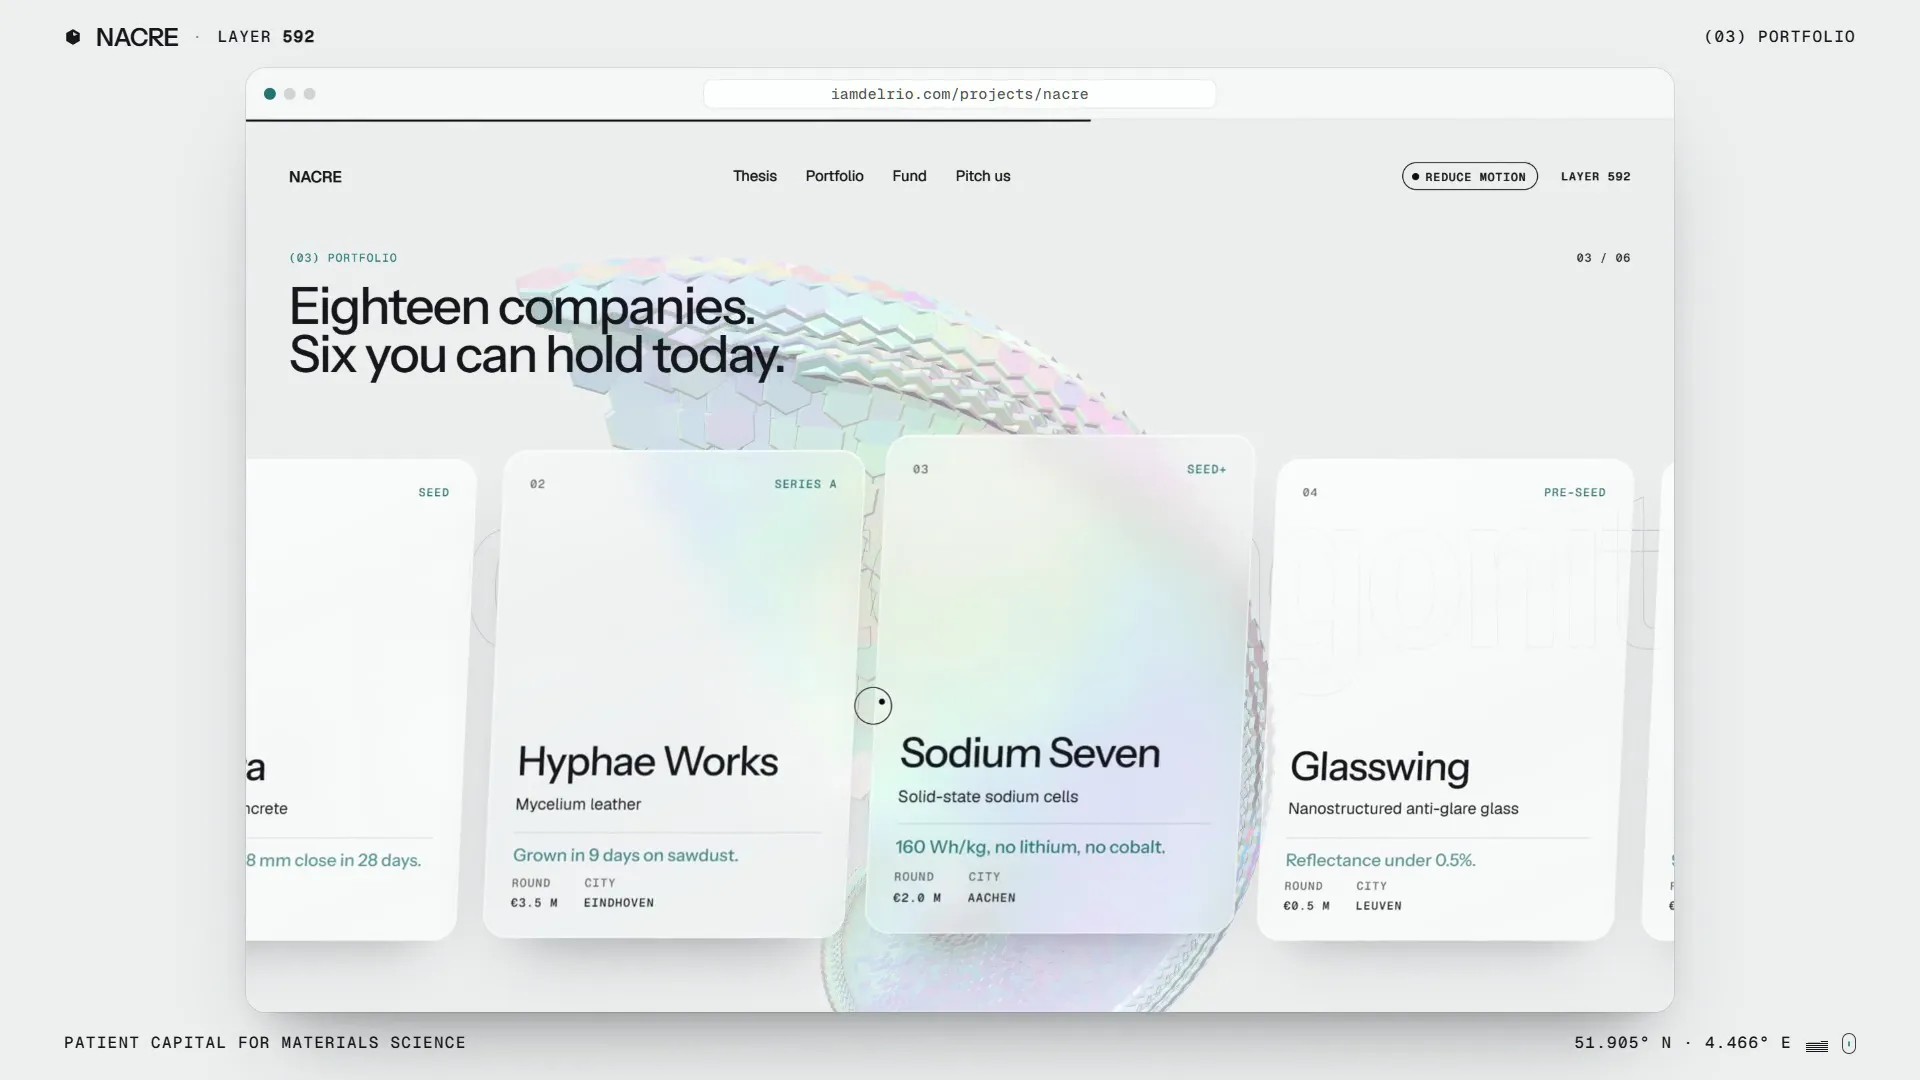 NACRE · LAYER 592
(03) PORTFOLIO
iamdelrio.com/projects/nacre
NACRE
Thesis
Portfolio
Fund
Pitch us
REDUCE MOTION
LAYER 592
(03) PORTFOLIO
03 / 06
Eighteen companies.
Six you can hold today.
SEED
a
ncrete
8 mm close in 28 days.
02
SERIES A
Hyphae Works
Mycelium leather
Grown in 9 days on sawdust.
ROUND CITY
€3.5 M EINDHOVEN
03
SEED+
Sodium Seven
Solid-state sodium cells
160 Wh/kg, no lithium, no cobalt.
ROUND CITY
€2.0 M AACHEN
04
PRE-SEED
gonit
Glasswing
Nanostructured anti-glare glass
Reflectance under 0.5%.
ROUND CITY
€0.5 M LEUVEN
PATIENT CAPITAL FOR MATERIALS SCIENCE
51.905° N · 4.466° E